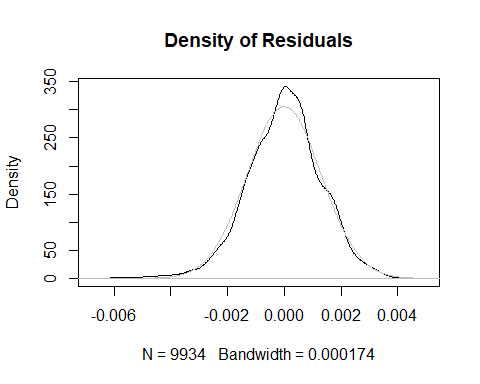 Density of Residuals
Density
350
250
150
50
0
-0.006 -0.002 0.000 0.002 0.004
N = 9934 Bandwidth = 0.000174